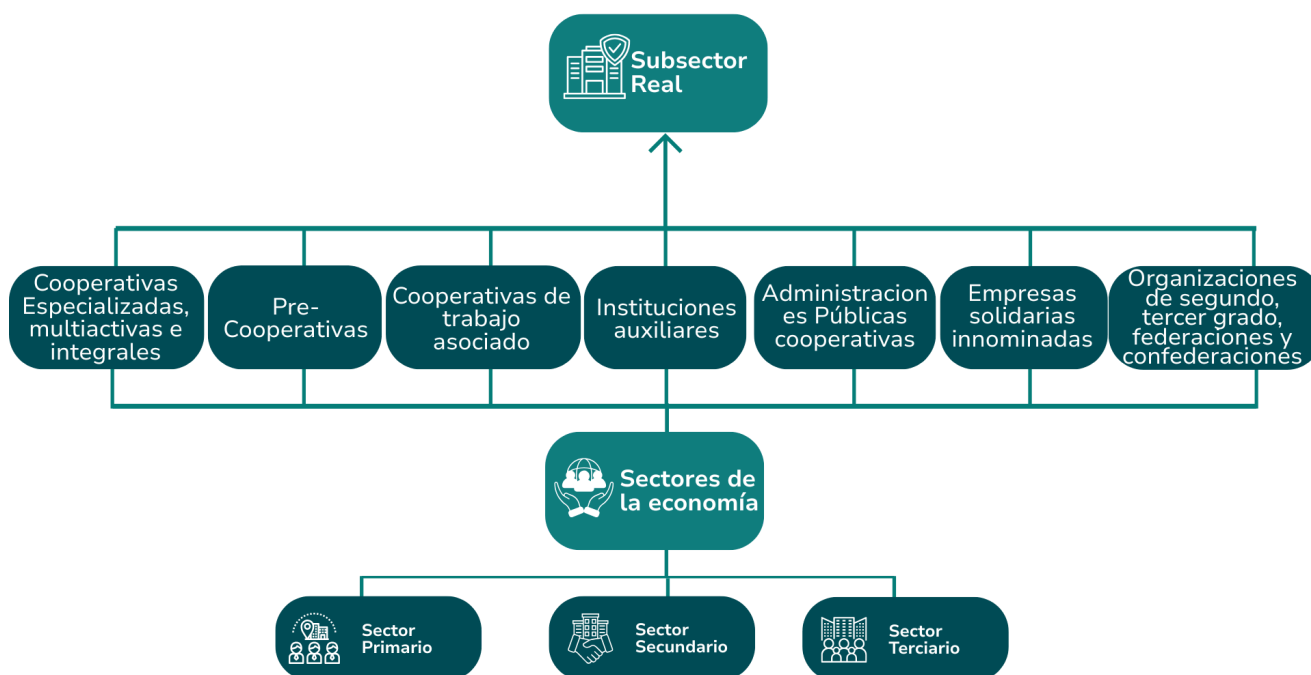 Subsector
Real
Cooperativas
Especializadas,
multiactivas e
integrales
Pre-
Cooperativas
Cooperativas de
trabajo
asociado
Instituciones
auxiliares
Administracion
es Públicas
cooperativas
Empresas
solidarias
innominadas
Organizaciones
de segundo,
tercer grado,
federaciones y
confederaciones
Sectores de
la economía
Sector
Primario
Sector
Secundario
Sector
Terciario